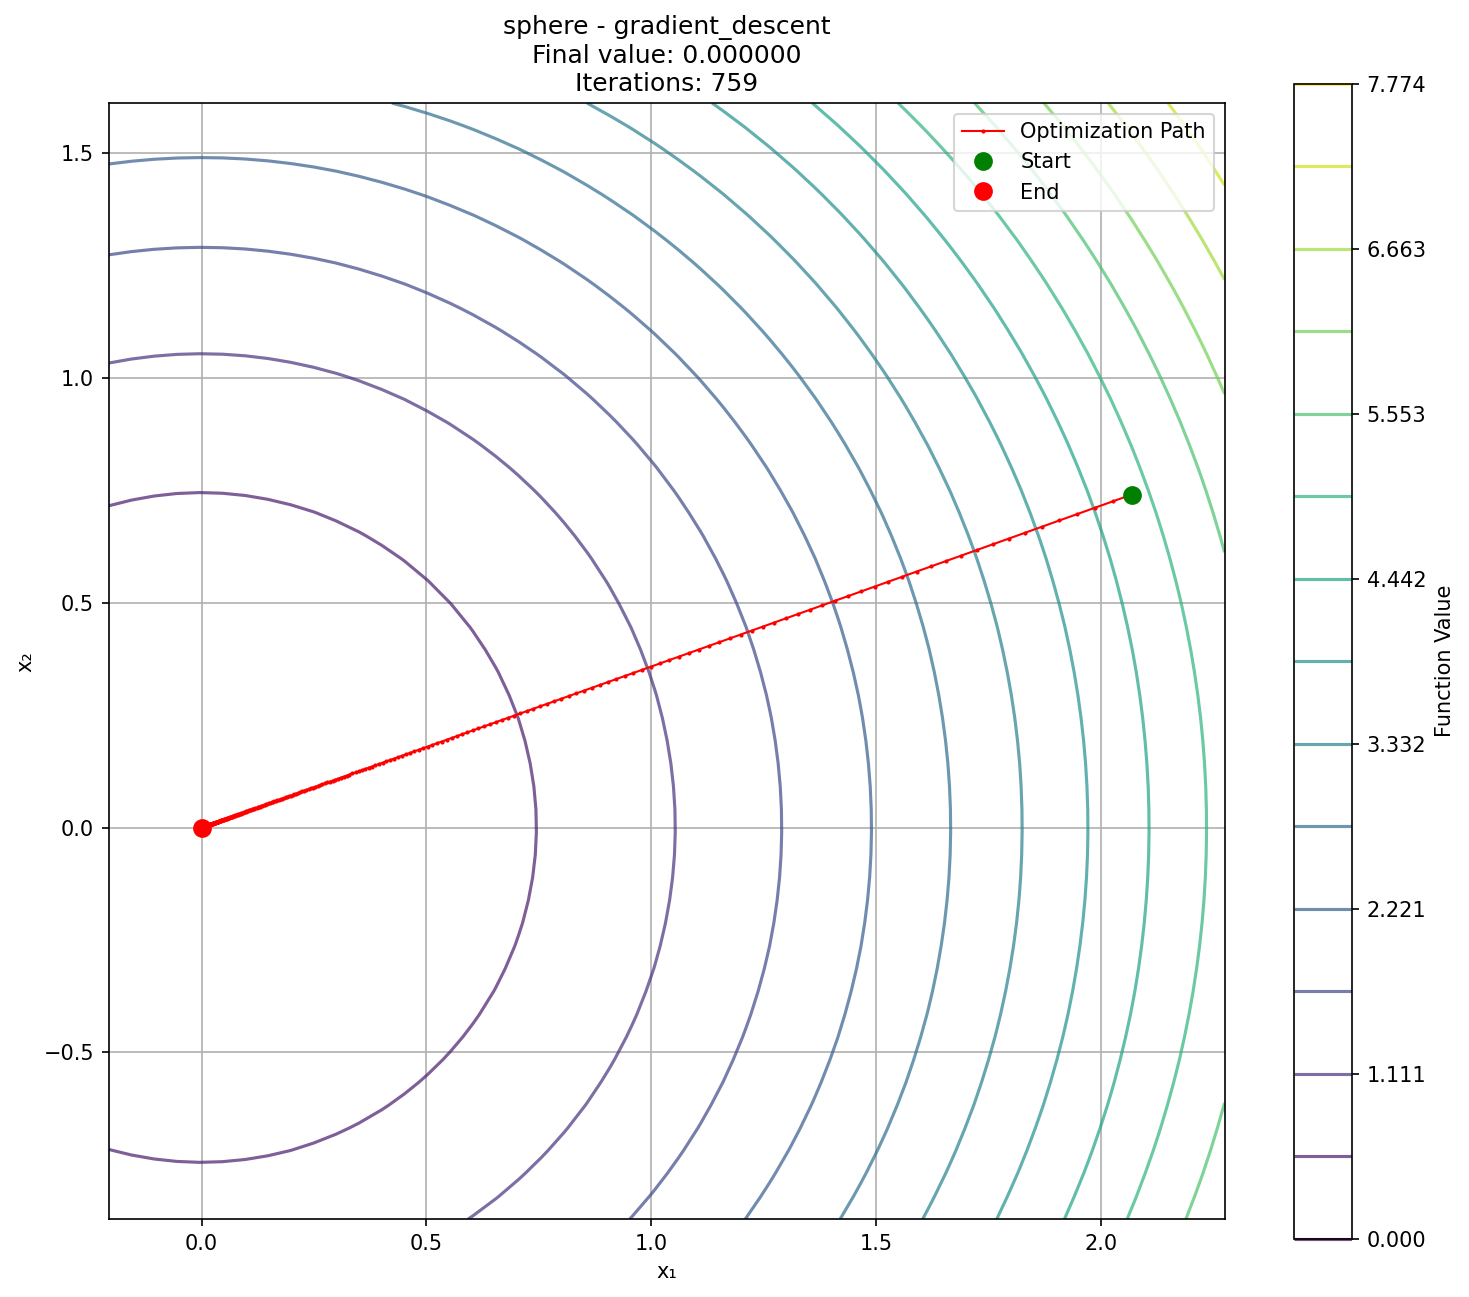 sphere - gradient_descent
Final value: 0.000000
Iterations: 759
Optimization Path
Start
End
1.5
1.0
0.5
0.0
−0.5
x₂
0.0
0.5
1.0
1.5
2.0
x₁
7.774
6.663
5.553
4.442
3.332
2.221
1.111
0.000
Function Value